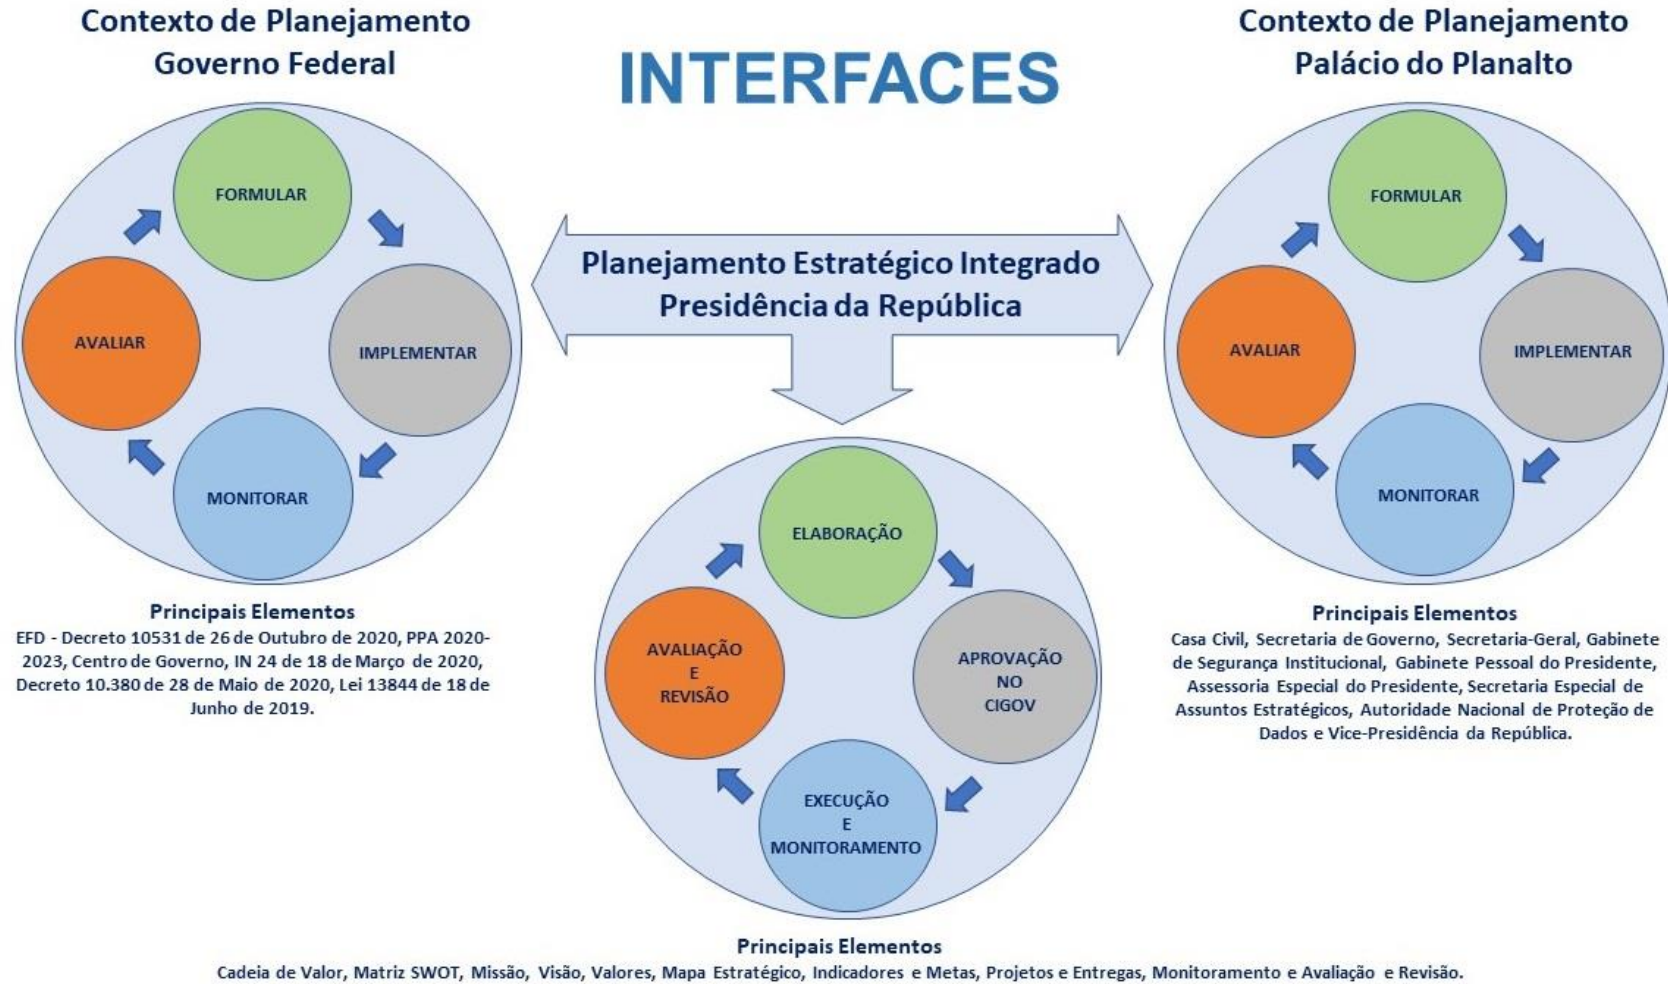 Contexto de Planejamento
Governo Federal
INTERFACES
Contexto de Planejamento
Palácio do Planalto
FORMULAR
IMPLEMENTAR
MONITORAR
AVALIAR
Planejamento Estratégico Integrado
Presidência da República
FORMULAR
IMPLEMENTAR
MONITORAR
AVALIAR
Principais Elementos
EFD - Decreto 10531 de 26 de Outubro de 2020, PPA 2020-
2023, Centro de Governo, IN 24 de 18 de Março de 2020,
Decreto 10.380 de 28 de Maio de 2020, Lei 13844 de 18 de
Junho de 2019.
ELABORAÇÃO
APROVAÇÃO
NO
CIGOV
EXECUÇÃO
E
MONITORAMENTO
AVALIAÇÃO
E
REVISÃO
Principais Elementos
Casa Civil, Secretaria de Governo, Secretaria-Geral, Gabinete
de Segurança Institucional, Gabinete Pessoal do Presidente,
Assessoria Especial do Presidente, Secretaria Especial de
Assuntos Estratégicos, Autoridade Nacional de Proteção de
Dados e Vice-Presidência da República.
Principais Elementos
Cadeia de Valor, Matriz SWOT, Missão, Visão, Valores, Mapa Estratégico, Indicadores e Metas, Projetos e Entregas, Monitoramento e Avaliação e Revisão.